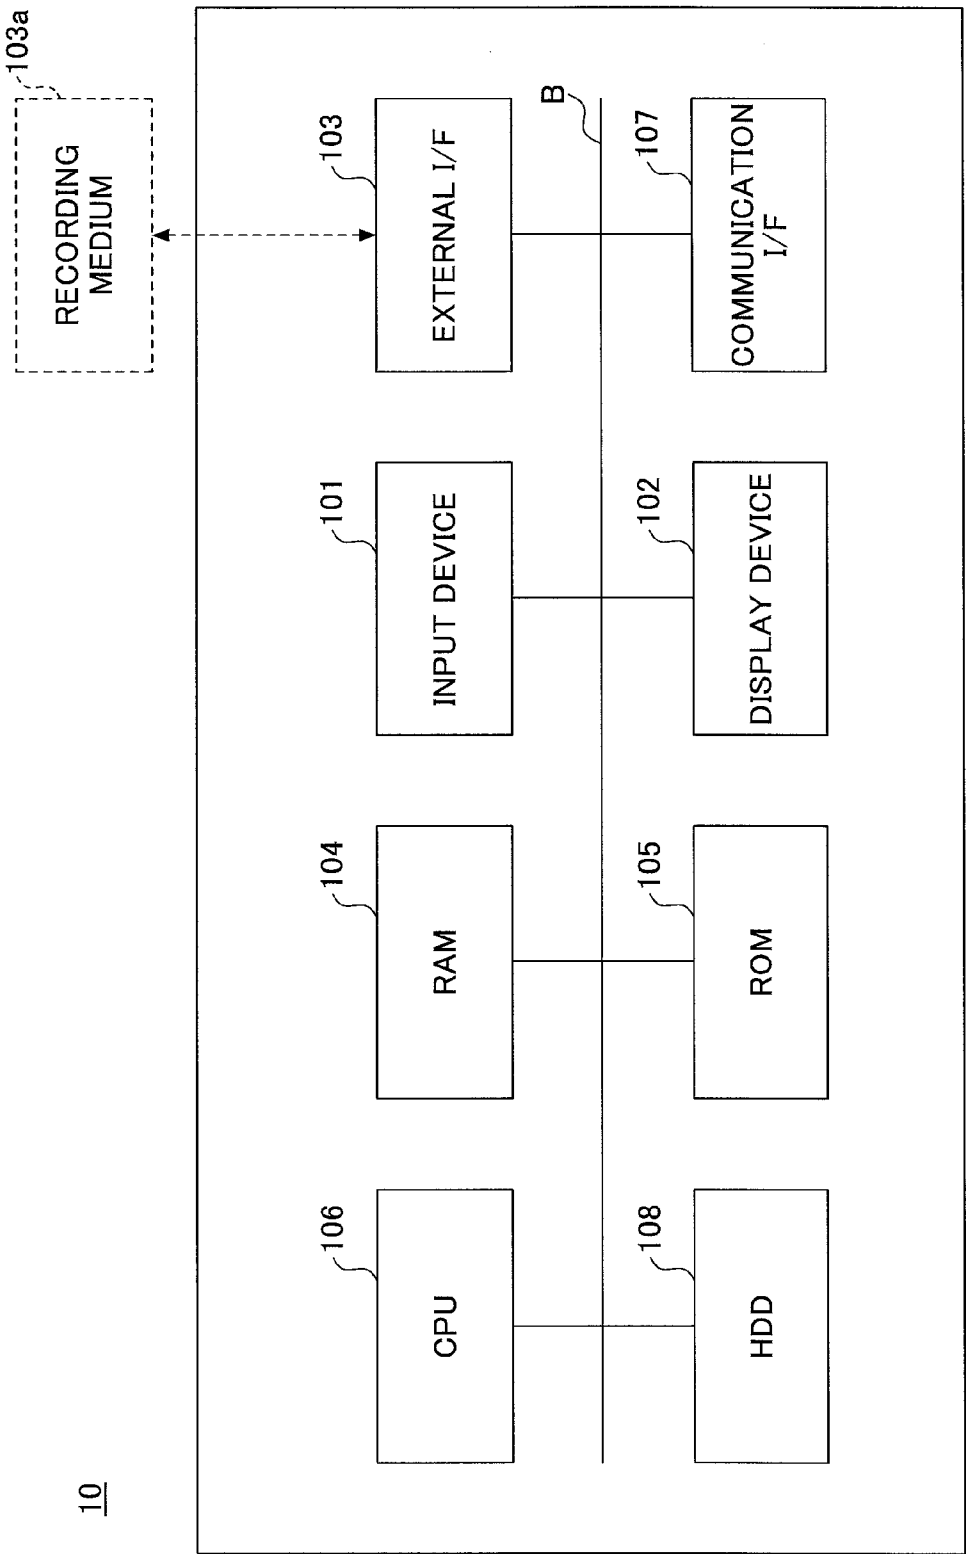 103a
RECORDING
MEDIUM
10
106
104
101
103
CPU
RAM
INPUT DEVICE
EXTERNAL I/F
B
108
105
102
107
HDD
ROM
DISPLAY DEVICE
COMMUNICATION
I/F